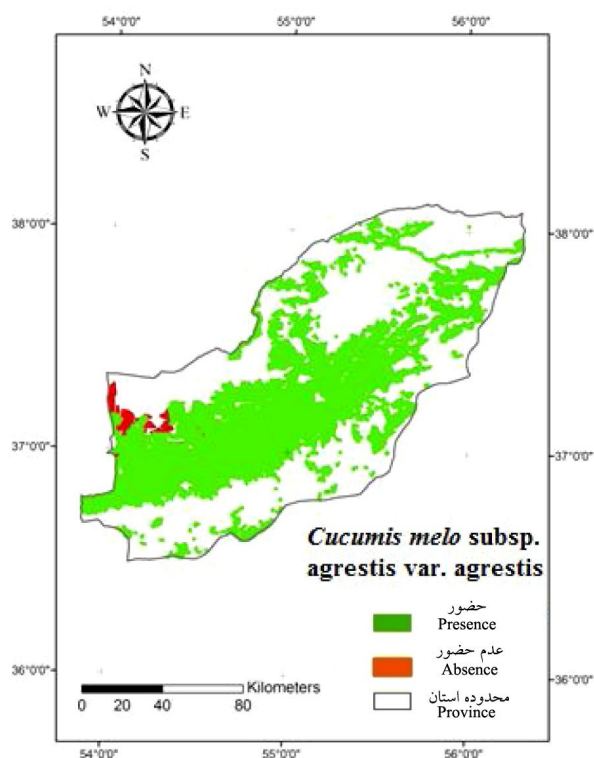 54°0'0"
55°0'0"
56°0'0"
N
W
E
S
38°0'0"
38°0'0"
37°0'0"
37°0'0"
Cucumis melo subsp.
agrestis var. agrestis
حضور
Presence
عدم حضور
Absence
محدوده استان
Province
36°0'0"
36°0'0"
Kilometers
0 20 40 80
54°0'0"
55°0'0"
56°0'0"